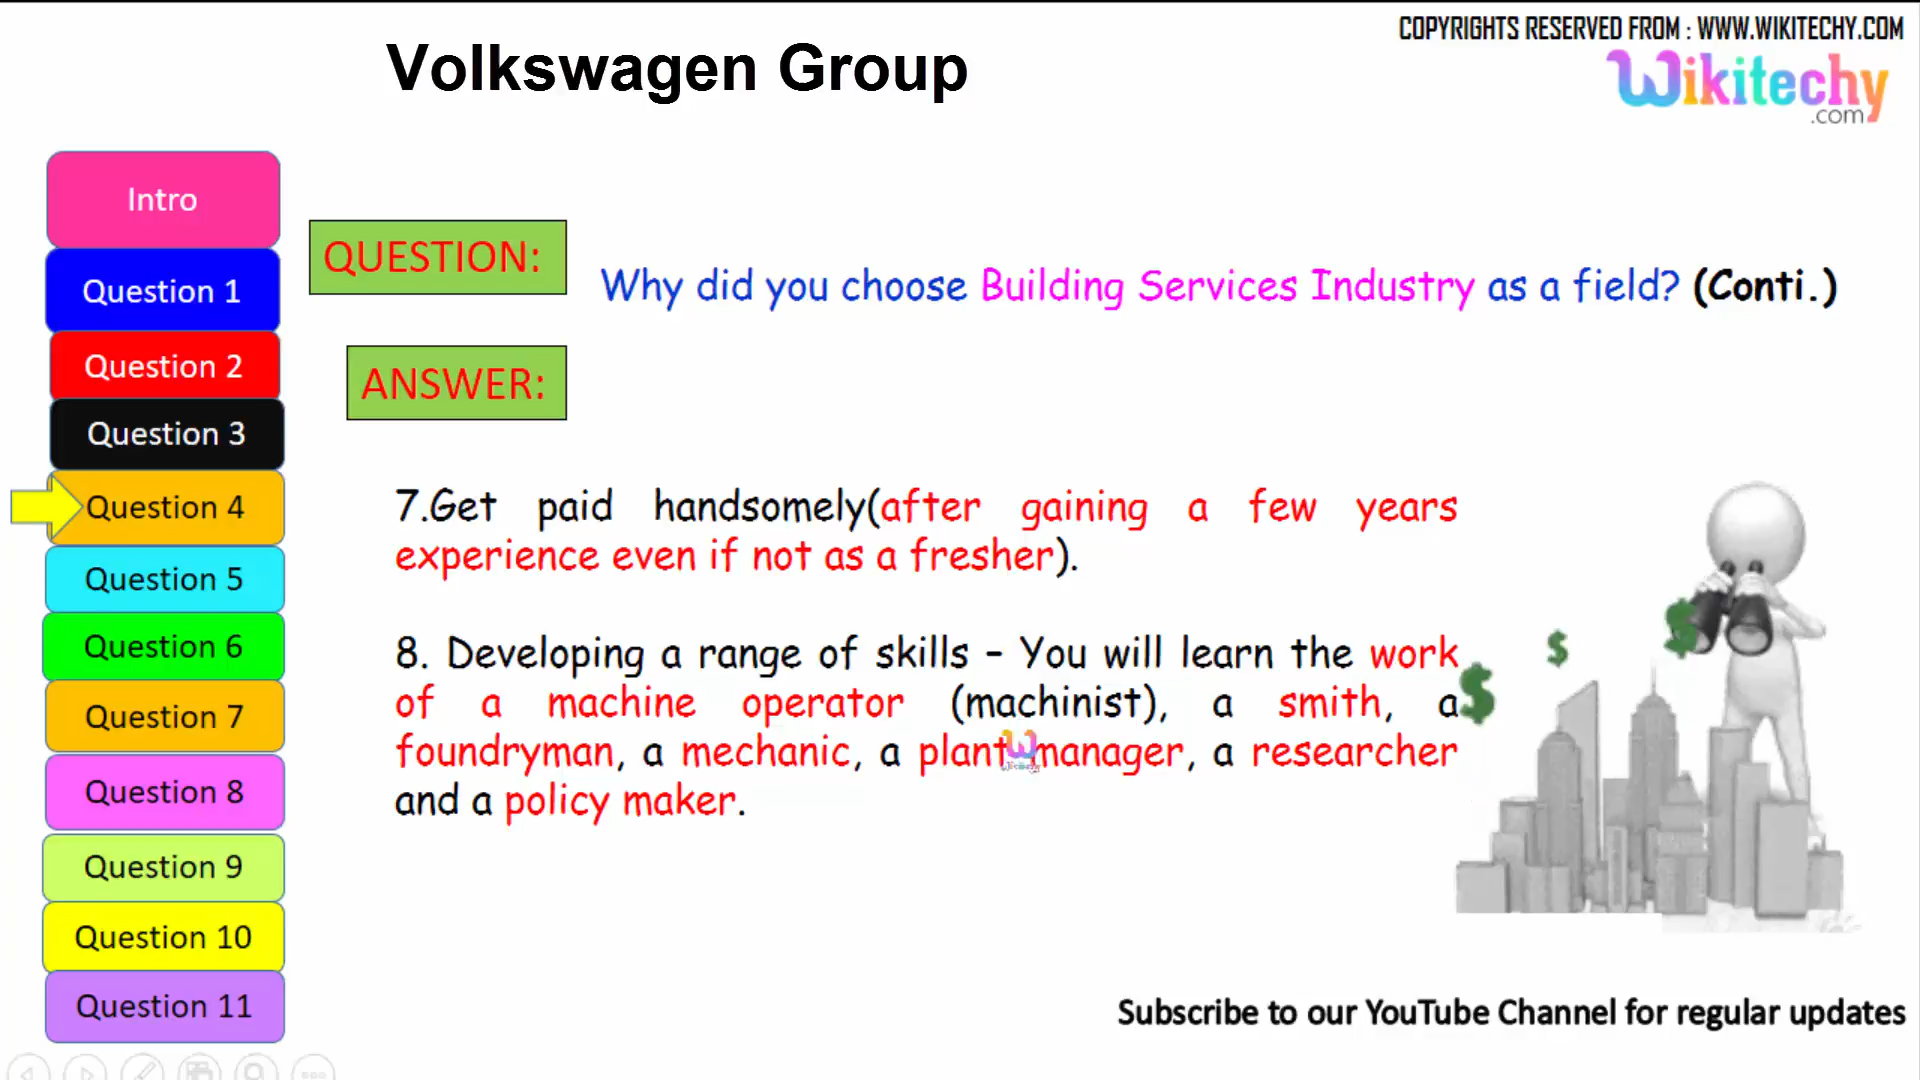 COPYRIGHTS RESERVED FROM : WWW.WIKITECHY.COM
Volkswagen Group
Wikitechy
.com
Intro
Question 1
Question 2
Question 3
Question 4
Question 5
Question 6
Question 7
Question 8
Question 9
Question 10
Question 11
QUESTION:
Why did you choose Building Services Industry as a field? (Conti.)
ANSWER:
7.Get paid handsomely(after gaining a few years
experience even if not as a fresher).
8. Developing a range of skills – You will learn the work
of a machine operator (machinist), a smith, a
foundryman, a mechanic, a plant manager, a researcher
and a policy maker.
$
$
$
Subscribe to our YouTube Channel for regular updates